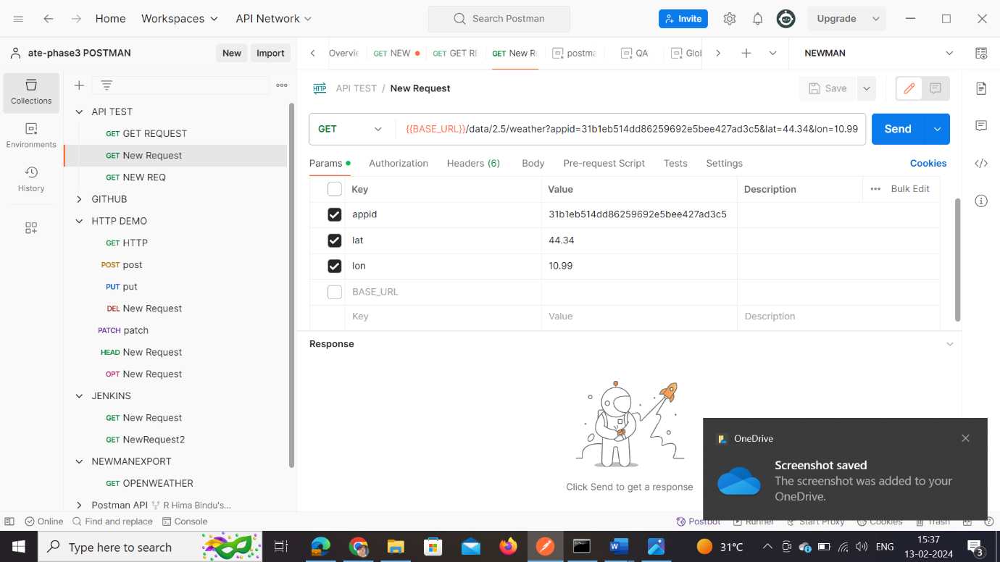 Home
Workspaces
API Network
Search Postman
Invite
Upgrade
ate-phase3 POSTMAN
New
Import
Overvie
GET NEW
GET GET RE
GET New R
postma
QA
Glol
NEWMAN
Collections
Environments
History
API TEST
GET GET REQUEST
GET New Request
GET NEW REQ
GITHUB
HTTP DEMO
GET HTTP
POST post
PUT put
DEL New Request
PATCH patch
HEAD New Request
OPT New Request
JENKINS
GET New Request
GET NewRequest2
NEWMANEXPORT
GET OPENWEATHER
Postman API R Hima Bindu's...
HTTP API TEST / New Request
Save
GET
{{BASE_URL}}/data/2.5/weather?appid=31b1eb514dd86259692e5bee427ad3c5&lat=44.34&lon=10.99
Send
Params
Authorization
Headers (6)
Body
Pre-request Script
Tests
Settings
Cookies
Key Value Description Bulk Edit
appid 31b1eb514dd86259692e5bee427ad3c5
lat 44.34
lon 10.99
BASE_URL
Key Value Description
Response
Click Send to get a response
OneDrive
Screenshot saved
The screenshot was added to your
OneDrive.
Online
Find and replace
Console
Postbot
Runner
Start Proxy
Cookies
Trash
Type here to search
31°C
ENG
15:37
13-02-2024
3